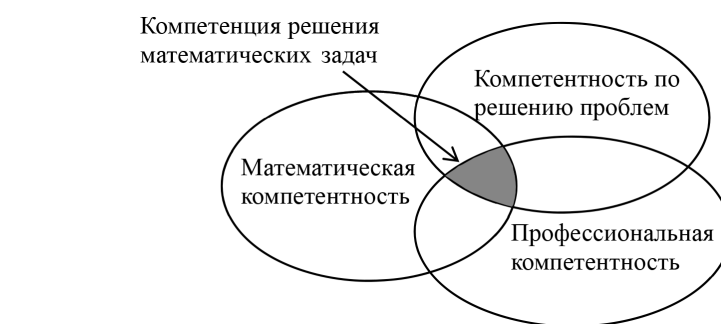 Компетенция решения
математических задач
Компетентность по
решению проблем
Математическая
компетентность
Профессиональная
компетентность